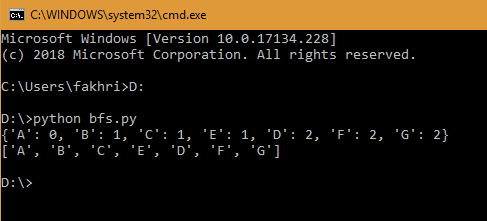 C:\WINDOWS\system32\cmd.exe
Microsoft Windows [Version 10.0.17134.228]
(c) 2018 Microsoft Corporation. All rights reserved.
C:\Users\fakhri>D:
D:\>python bfs.py
{'A': 0, 'B': 1, 'C': 1, 'E': 1, 'D': 2, 'F': 2, 'G': 2}
['A', 'B', 'C', 'E', 'D', 'F', 'G']
D:\>